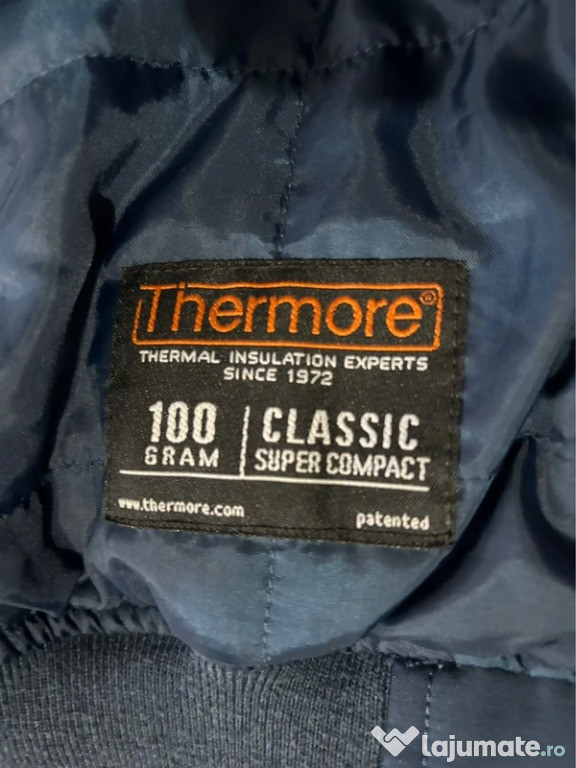 Thermore®
THERMAL INSULATION EXPERTS
SINCE 1972
100 GRAM
CLASSIC
SUPER COMPACT
www.thermore.com
patented
lajumate.ro